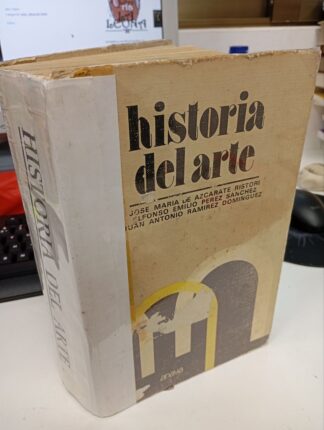 historia
del arte
JOSE MARIA DE AZCARATE RISTORI
ALFONSO EMILIO PEREZ SANCHEZ
JUAN ANTONIO RAMIREZ DOMINGUEZ
anaya
HISTORIA DEL ARTE